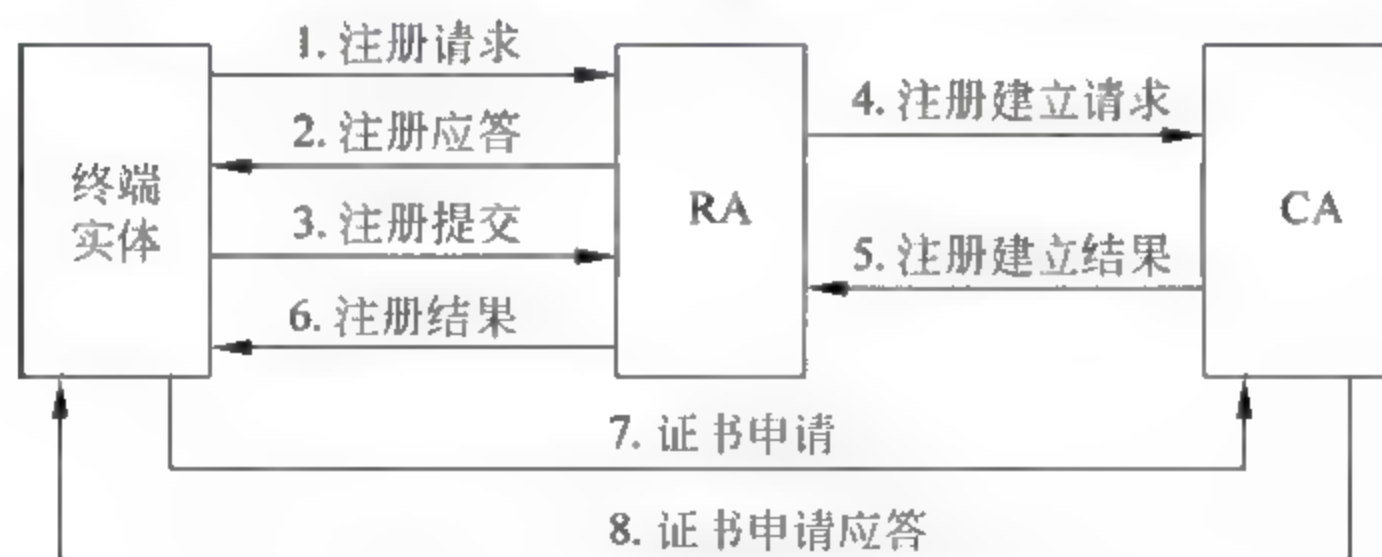 1. 注册请求
2. 注册应答
3. 注册提交
6. 注册结果
终端
实体
RA
4. 注册建立请求
5. 注册建立结果
CA
7. 证书申请
8. 证书申请应答